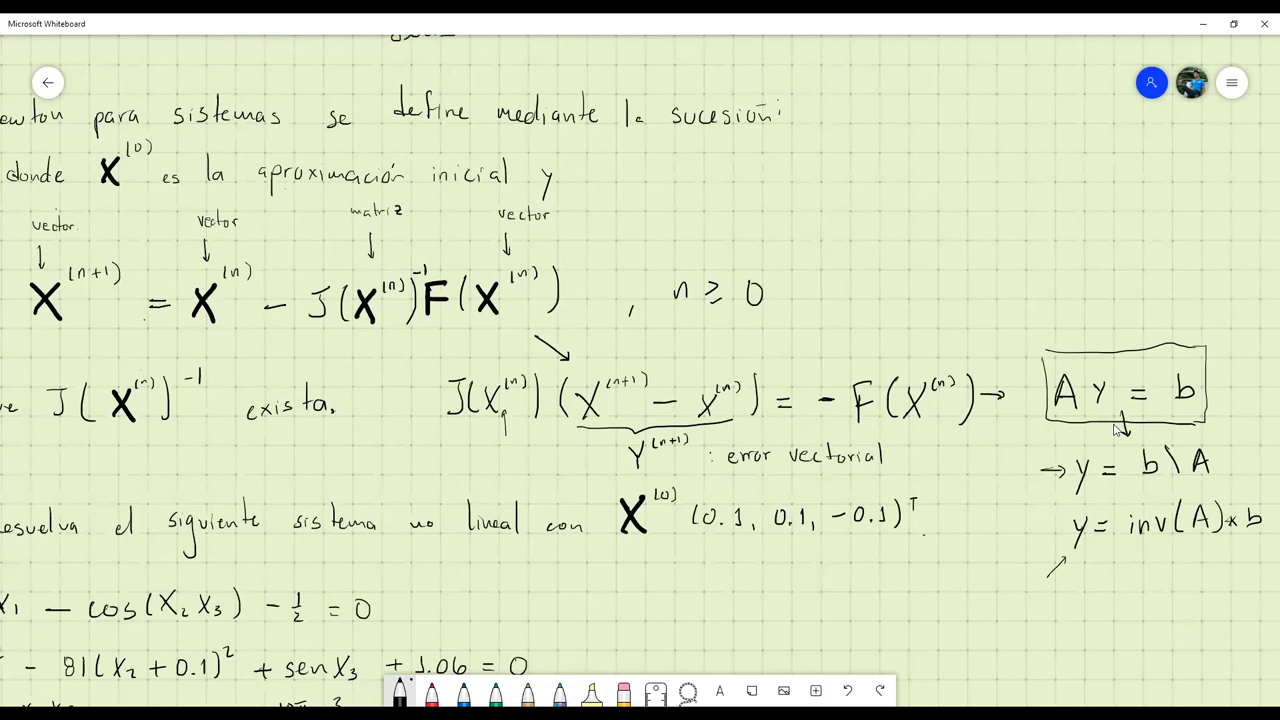 Microsoft Whiteboard
ewton para sistemas se define mediante la sucesión:
donde X^(0) es la aproximación inicial y
vector vector matriz vector
X^(n+1) = X^(n) - J(X^(n))^-1 F(X^(n)) , n ≥ 0
ue J(X^(n))^-1 exista. J(X^(n))(X^(n+1) - X^(n)) = - F(X^(n)) → A y = b
Y^(n+1) : error vectorial
→ y = b \ A
esuelva el siguiente sistema no lineal con X^(0) (0.1, 0.1, -0.1)^T.
y = inv(A)* b
X1 - cos(X2 X3) - 1/2 = 0
- 81(X2 + 0.1)^2 + sen X3 + 1.06 = 0